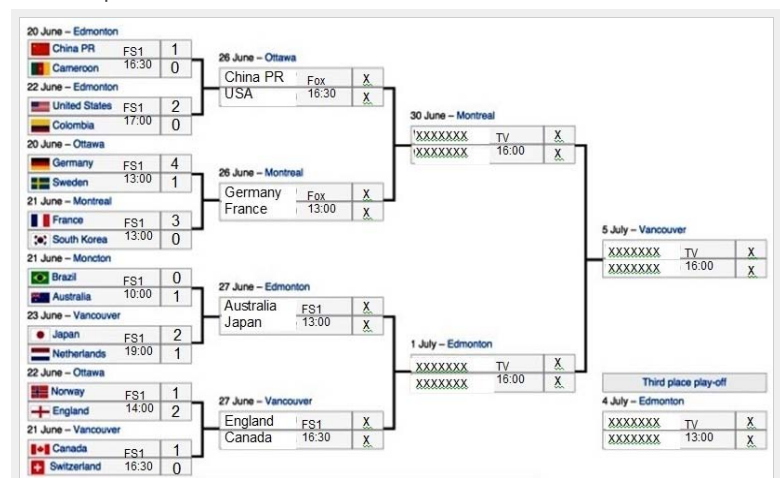 20 June – Edmonton
China PR FS1 1
Cameroon 16:30 0
22 June – Edmonton
United States FS1 2
Colombia 17:00 0
20 June – Ottawa
Germany FS1 4
Sweden 13:00 1
21 June – Montreal
France FS1 3
South Korea 13:00 0
21 June – Moncton
Brazil FS1 0
Australia 10:00 1
23 June – Vancouver
Japan FS1 2
Netherlands 19:00 1
22 June – Ottawa
Norway FS1 1
England 14:00 2
21 June – Vancouver
Canada FS1 1
Switzerland 16:30 0
26 June – Ottawa
China PR Fox X
USA 16:30 X
26 June – Montreal
Germany Fox X
France 13:00 X
27 June – Edmonton
Australia FS1 X
Japan 13:00 X
27 June – Vancouver
England FS1 X
Canada 16:30 X
30 June – Montreal
'XXXXXXX TV X
'XXXXXXX 16:00 X
1 July – Edmonton
XXXXXXX TV X
XXXXXXX 16:00 X
5 July – Vancouver
XXXXXXX TV X
XXXXXXX 16:00 X
Third place play-off
4 July – Edmonton
XXXXXXX TV X
XXXXXXX 13:00 X